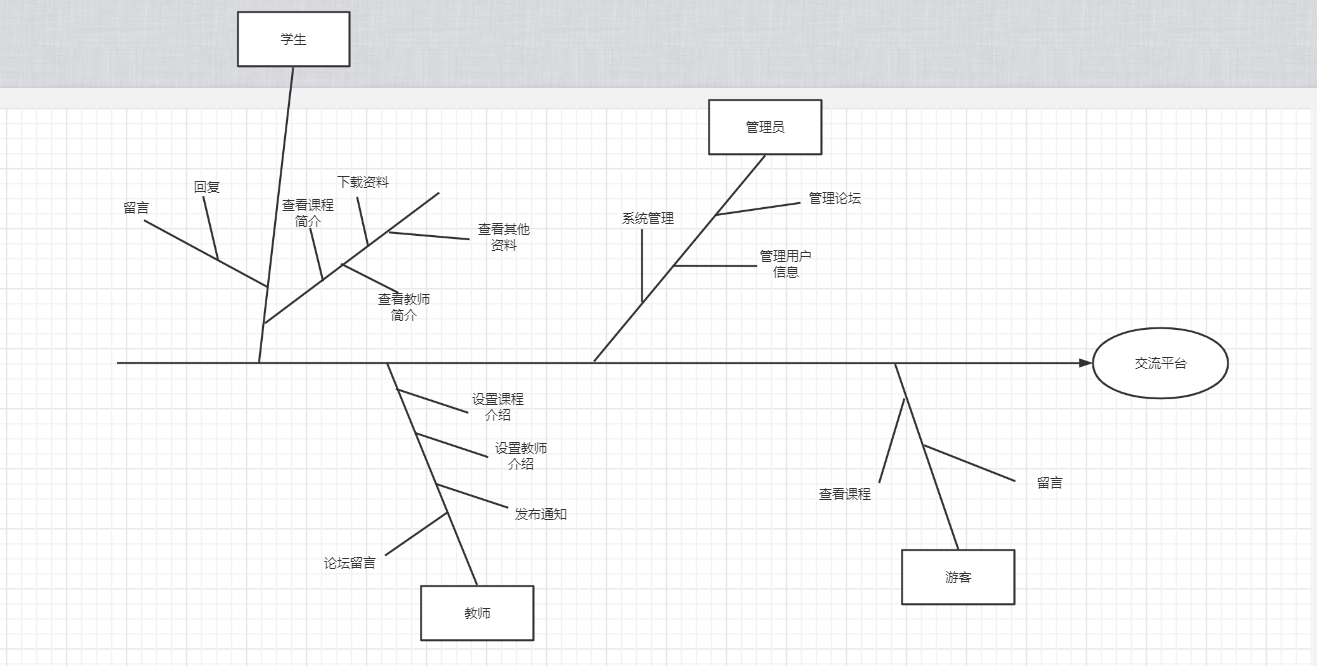 学生
管理员
下载资料
回复
管理论坛
查看课程
简介
留言
系统管理
查看其他
资料
管理用户
信息
查看教师
简介
交流平台
设置课程
介绍
设置教师
介绍
查看课程
留言
发布通知
论坛留言
游客
教师